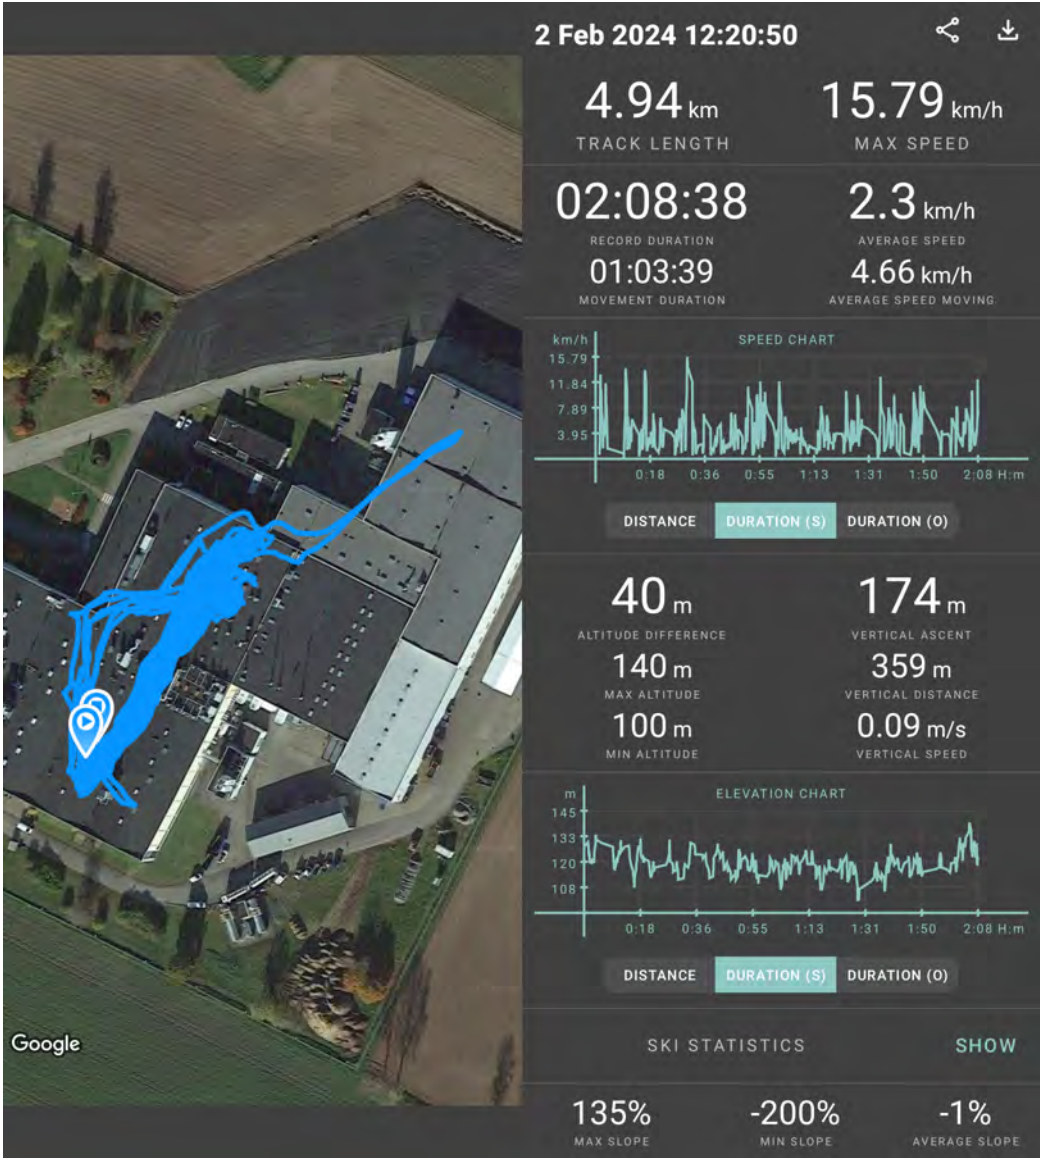 2 Feb 2024 12:20:50
4.94 km 15.79 km/h
TRACK LENGTH MAX SPEED
02:08:38 2.3 km/h
RECORD DURATION AVERAGE SPEED
01:03:39 4.66 km/h
MOVEMENT DURATION AVERAGE SPEED MOVING
km/h SPEED CHART
15.79
11.84
7.89
3.95
0:18 0:36 0:55 1:13 1:31 1:50 2:08 H:m
DISTANCE DURATION (S) DURATION (O)
40 m 174 m
ALTITUDE DIFFERENCE VERTICAL ASCENT
140 m 359 m
MAX ALTITUDE VERTICAL DISTANCE
100 m 0.09 m/s
MIN ALTITUDE VERTICAL SPEED
m ELEVATION CHART
145
133
120
108
0:18 0:36 0:55 1:13 1:31 1:50 2:08 H:m
DISTANCE DURATION (S) DURATION (O)
Google
SKI STATISTICS SHOW
135% -200% -1%
MAX SLOPE MIN SLOPE AVERAGE SLOPE